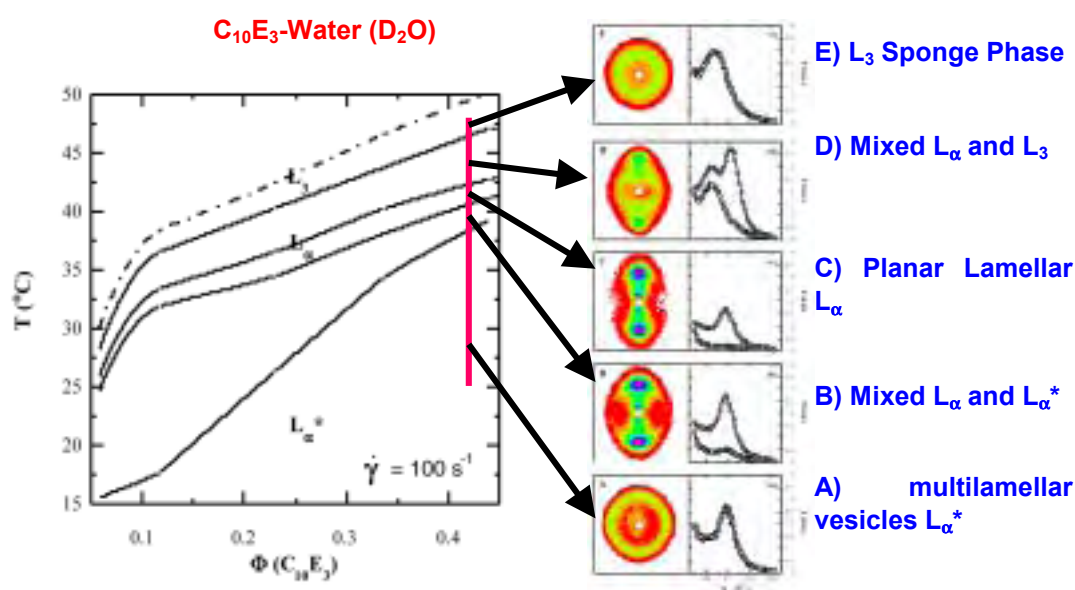 C₁₀E₃-Water (D₂O)
E) L₃ Sponge Phase
D) Mixed Lα and L₃
C) Planar Lamellar
Lα
B) Mixed Lα and Lα*
A) multilamellar
vesicles Lα*
T (°C)
50
45
40
35
30
25
20
15
L₃
Lα
Lα*
γ̇ = 100 s⁻¹
0.1
0.2
0.3
0.4
Φ (C₁₀E₃)